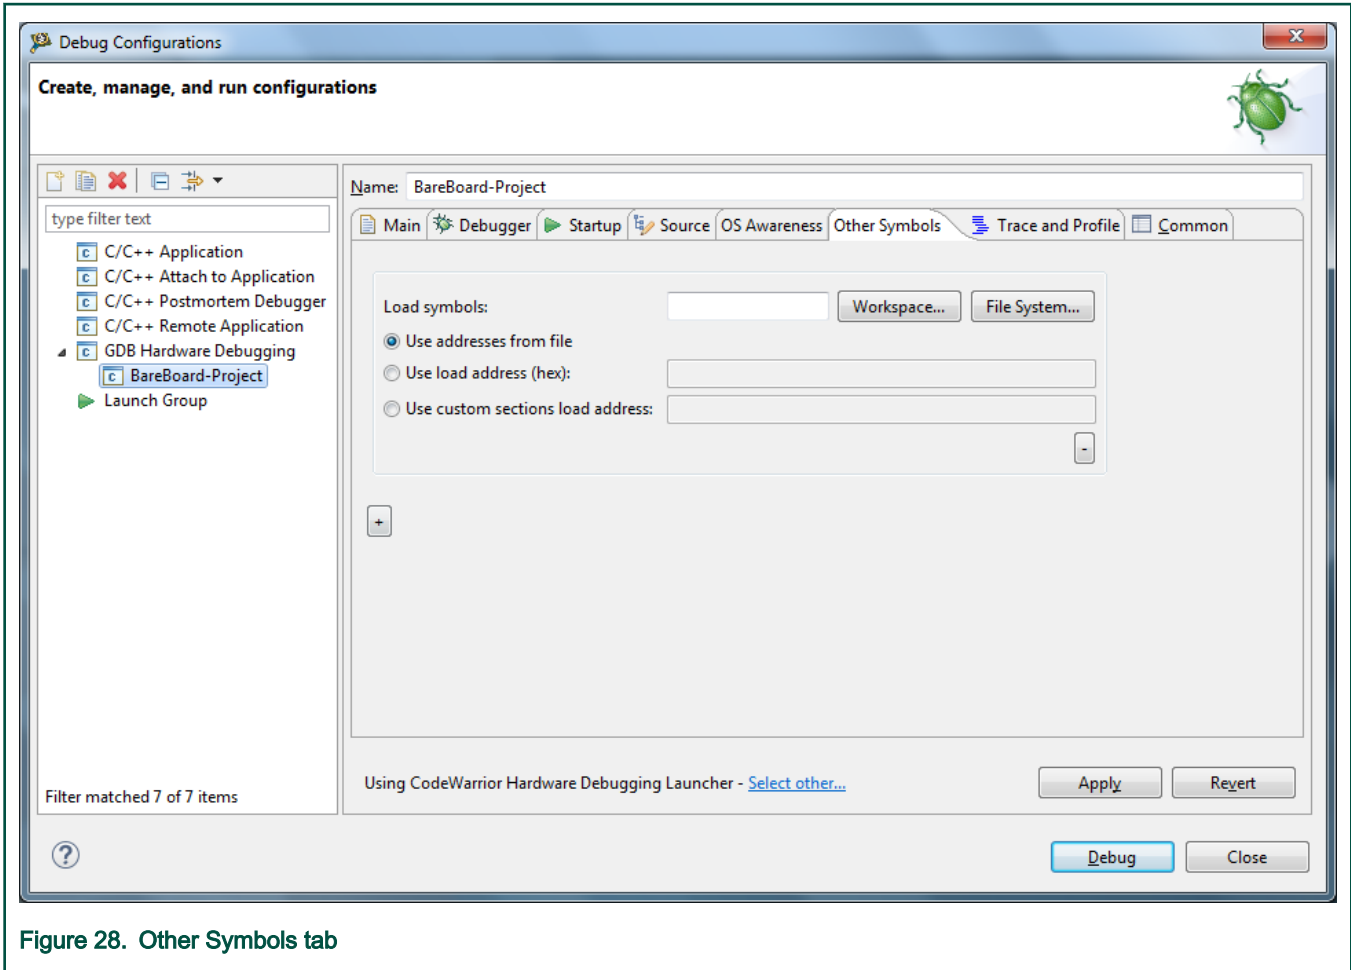 Debug Configurations
Create, manage, and run configurations
type filter text
C/C++ Application
C/C++ Attach to Application
C/C++ Postmortem Debugger
C/C++ Remote Application
GDB Hardware Debugging
BareBoard-Project
Launch Group
Filter matched 7 of 7 items
Name: BareBoard-Project
Main Debugger Startup Source OS Awareness Other Symbols Trace and Profile Common
Load symbols: Workspace... File System...
Use addresses from file
Use load address (hex):
Use custom sections load address:
-
+
Using CodeWarrior Hardware Debugging Launcher - Select other...
Apply Revert
?
Debug Close
Figure 28. Other Symbols tab